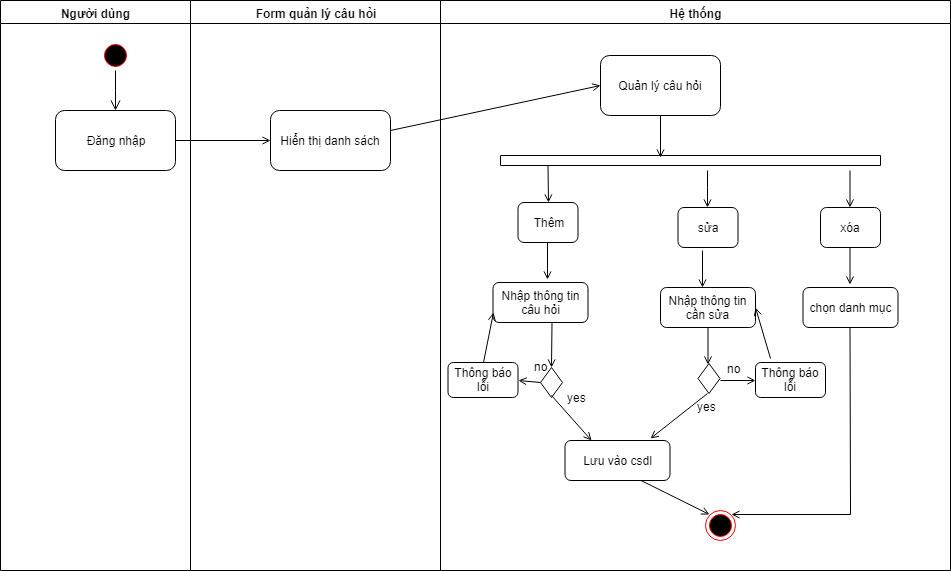 Người dùng
Form quản lý câu hỏi
Hệ thống
Quản lý câu hỏi
Đăng nhập
Hiển thị danh sách
Thêm
sửa
xóa
Nhập thông tin
câu hỏi
Nhập thông tin
cần sửa
chọn danh mục
no
no
Thông báo
lỗi
Thông báo
lỗi
yes
yes
Lưu vào csdl